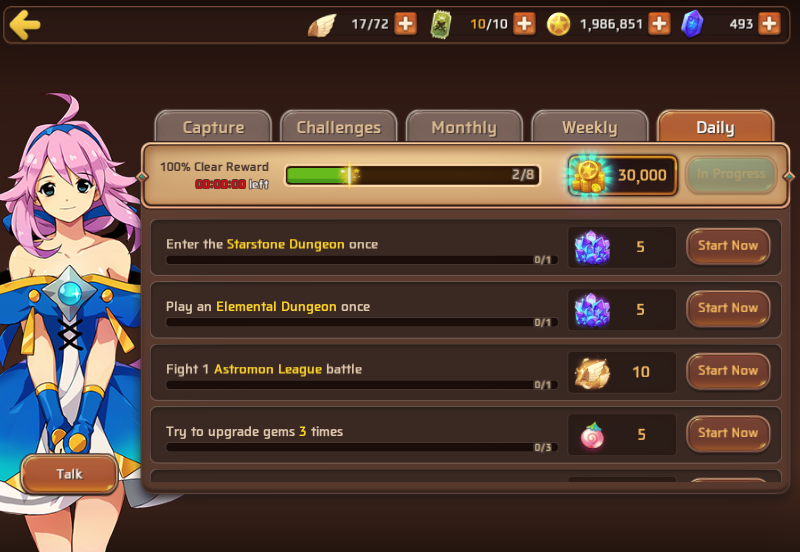 17/72
10/10
1,986,851
493
Capture
Challenges
Monthly
Weekly
Daily
100% Clear Reward
00:00:00 left
2/8
30,000
In Progress
Enter the Starstone Dungeon once
0/1
5
Start Now
Play an Elemental Dungeon once
0/1
5
Start Now
Fight 1 Astromon League battle
0/1
10
Start Now
Try to upgrade gems 3 times
0/3
5
Start Now
Talk